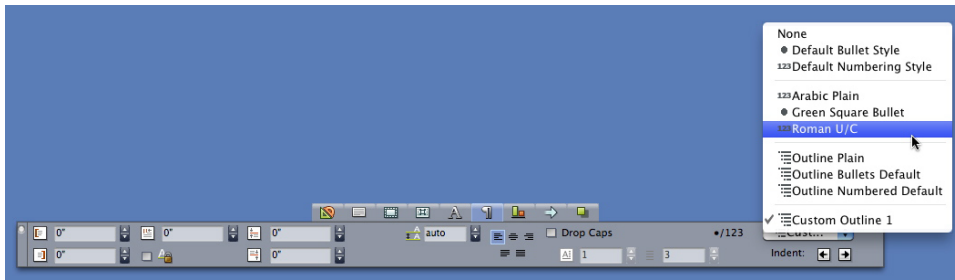 None
Default Bullet Style
123 Default Numbering Style
123 Arabic Plain
Green Square Bullet
123 Roman U/C
Outline Plain
Outline Bullets Default
Outline Numbered Default
✓ Custom Outline 1
0" 0" 0" auto Drop Caps •/123 Cust...
0" 0" 1 3 Indent: